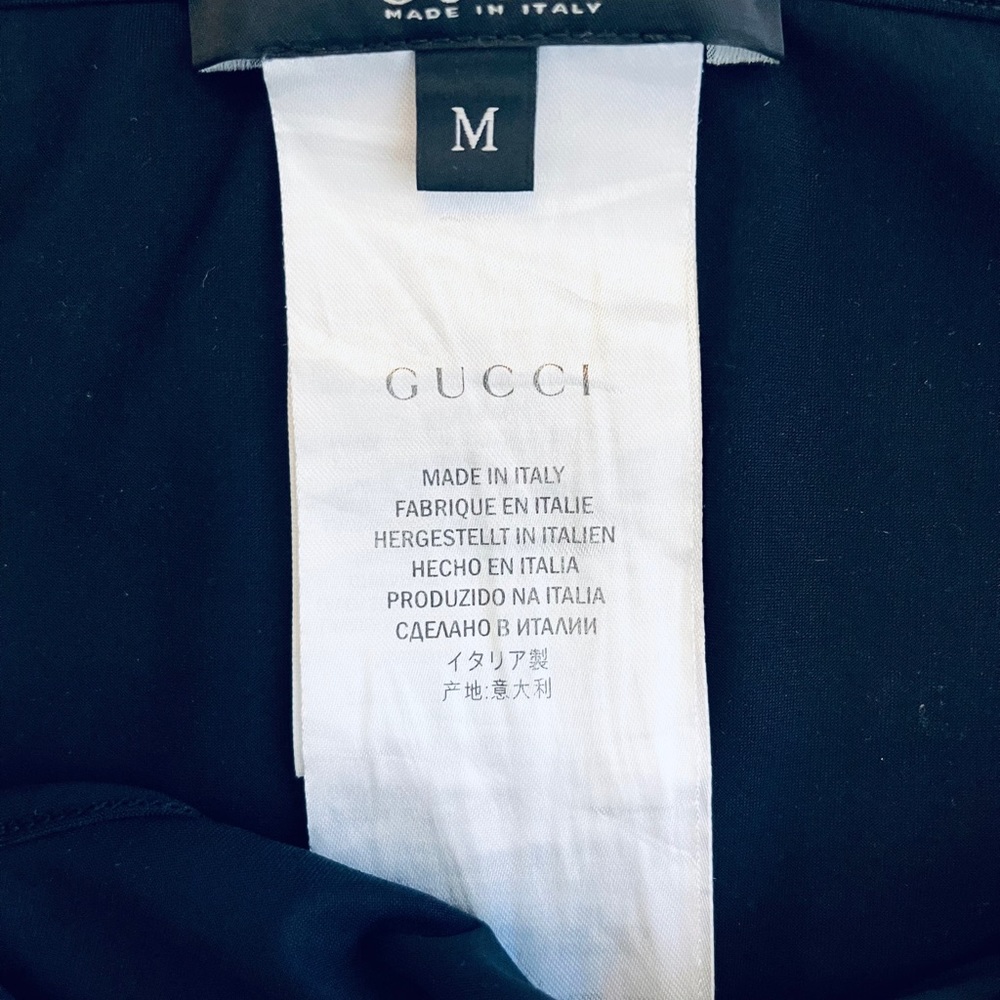 MADE IN ITALY
M
GUCCI
MADE IN ITALY
FABRIQUE EN ITALIE
HERGESTELLT IN ITALIEN
HECHO EN ITALIA
PRODUZIDO NA ITALIA
СДЕЛАНО В ИТАЛИИ
イタリア製
产地:意大利